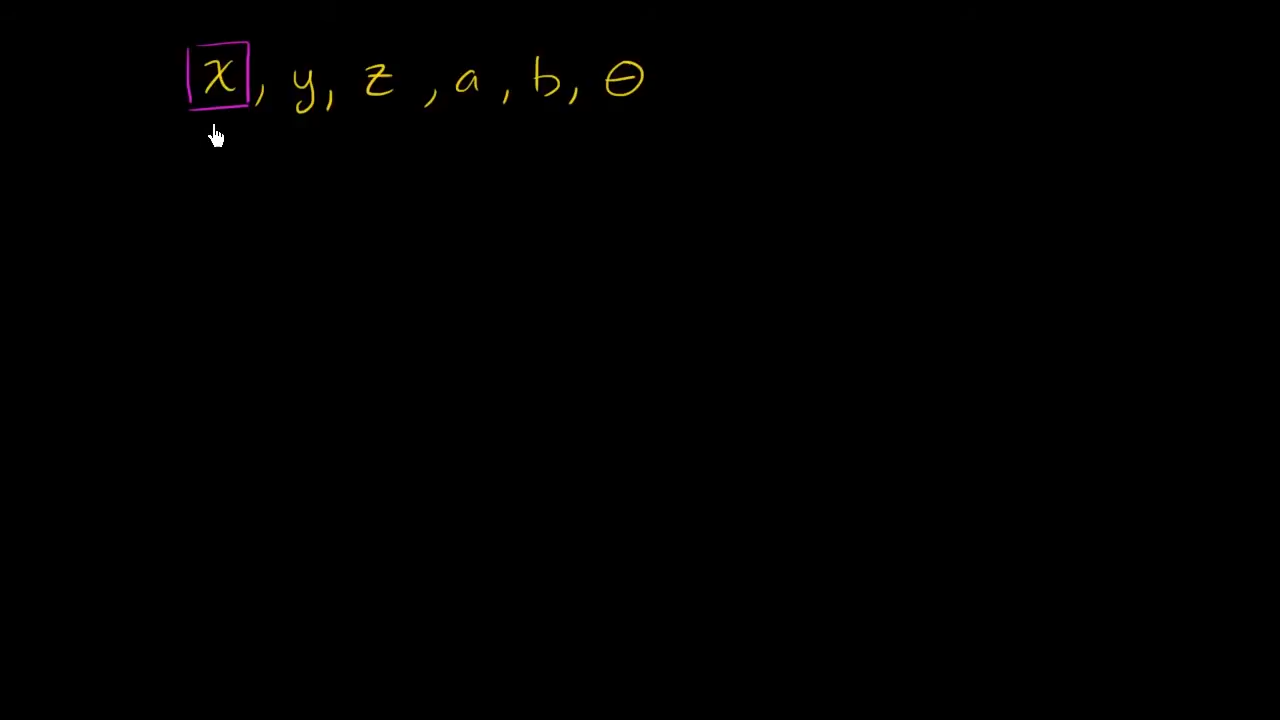 x, y, z, a, b, θ